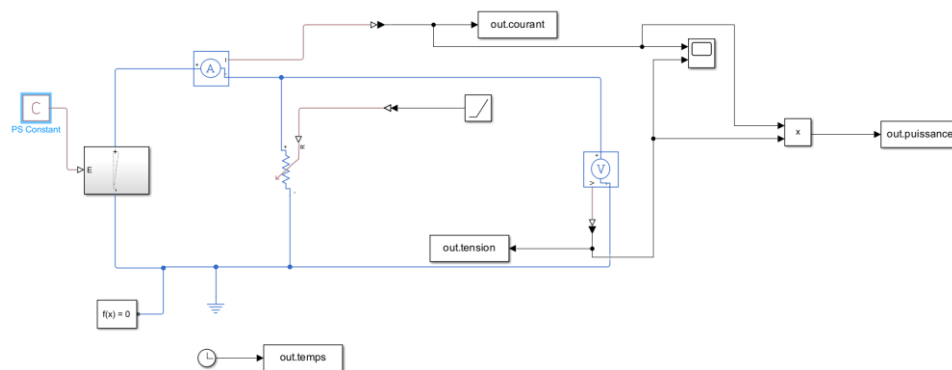 out.courant
A
I
C
PS Constant
E
R
x
out.puissance
V
V
out.tension
f(x) = 0
out.temps